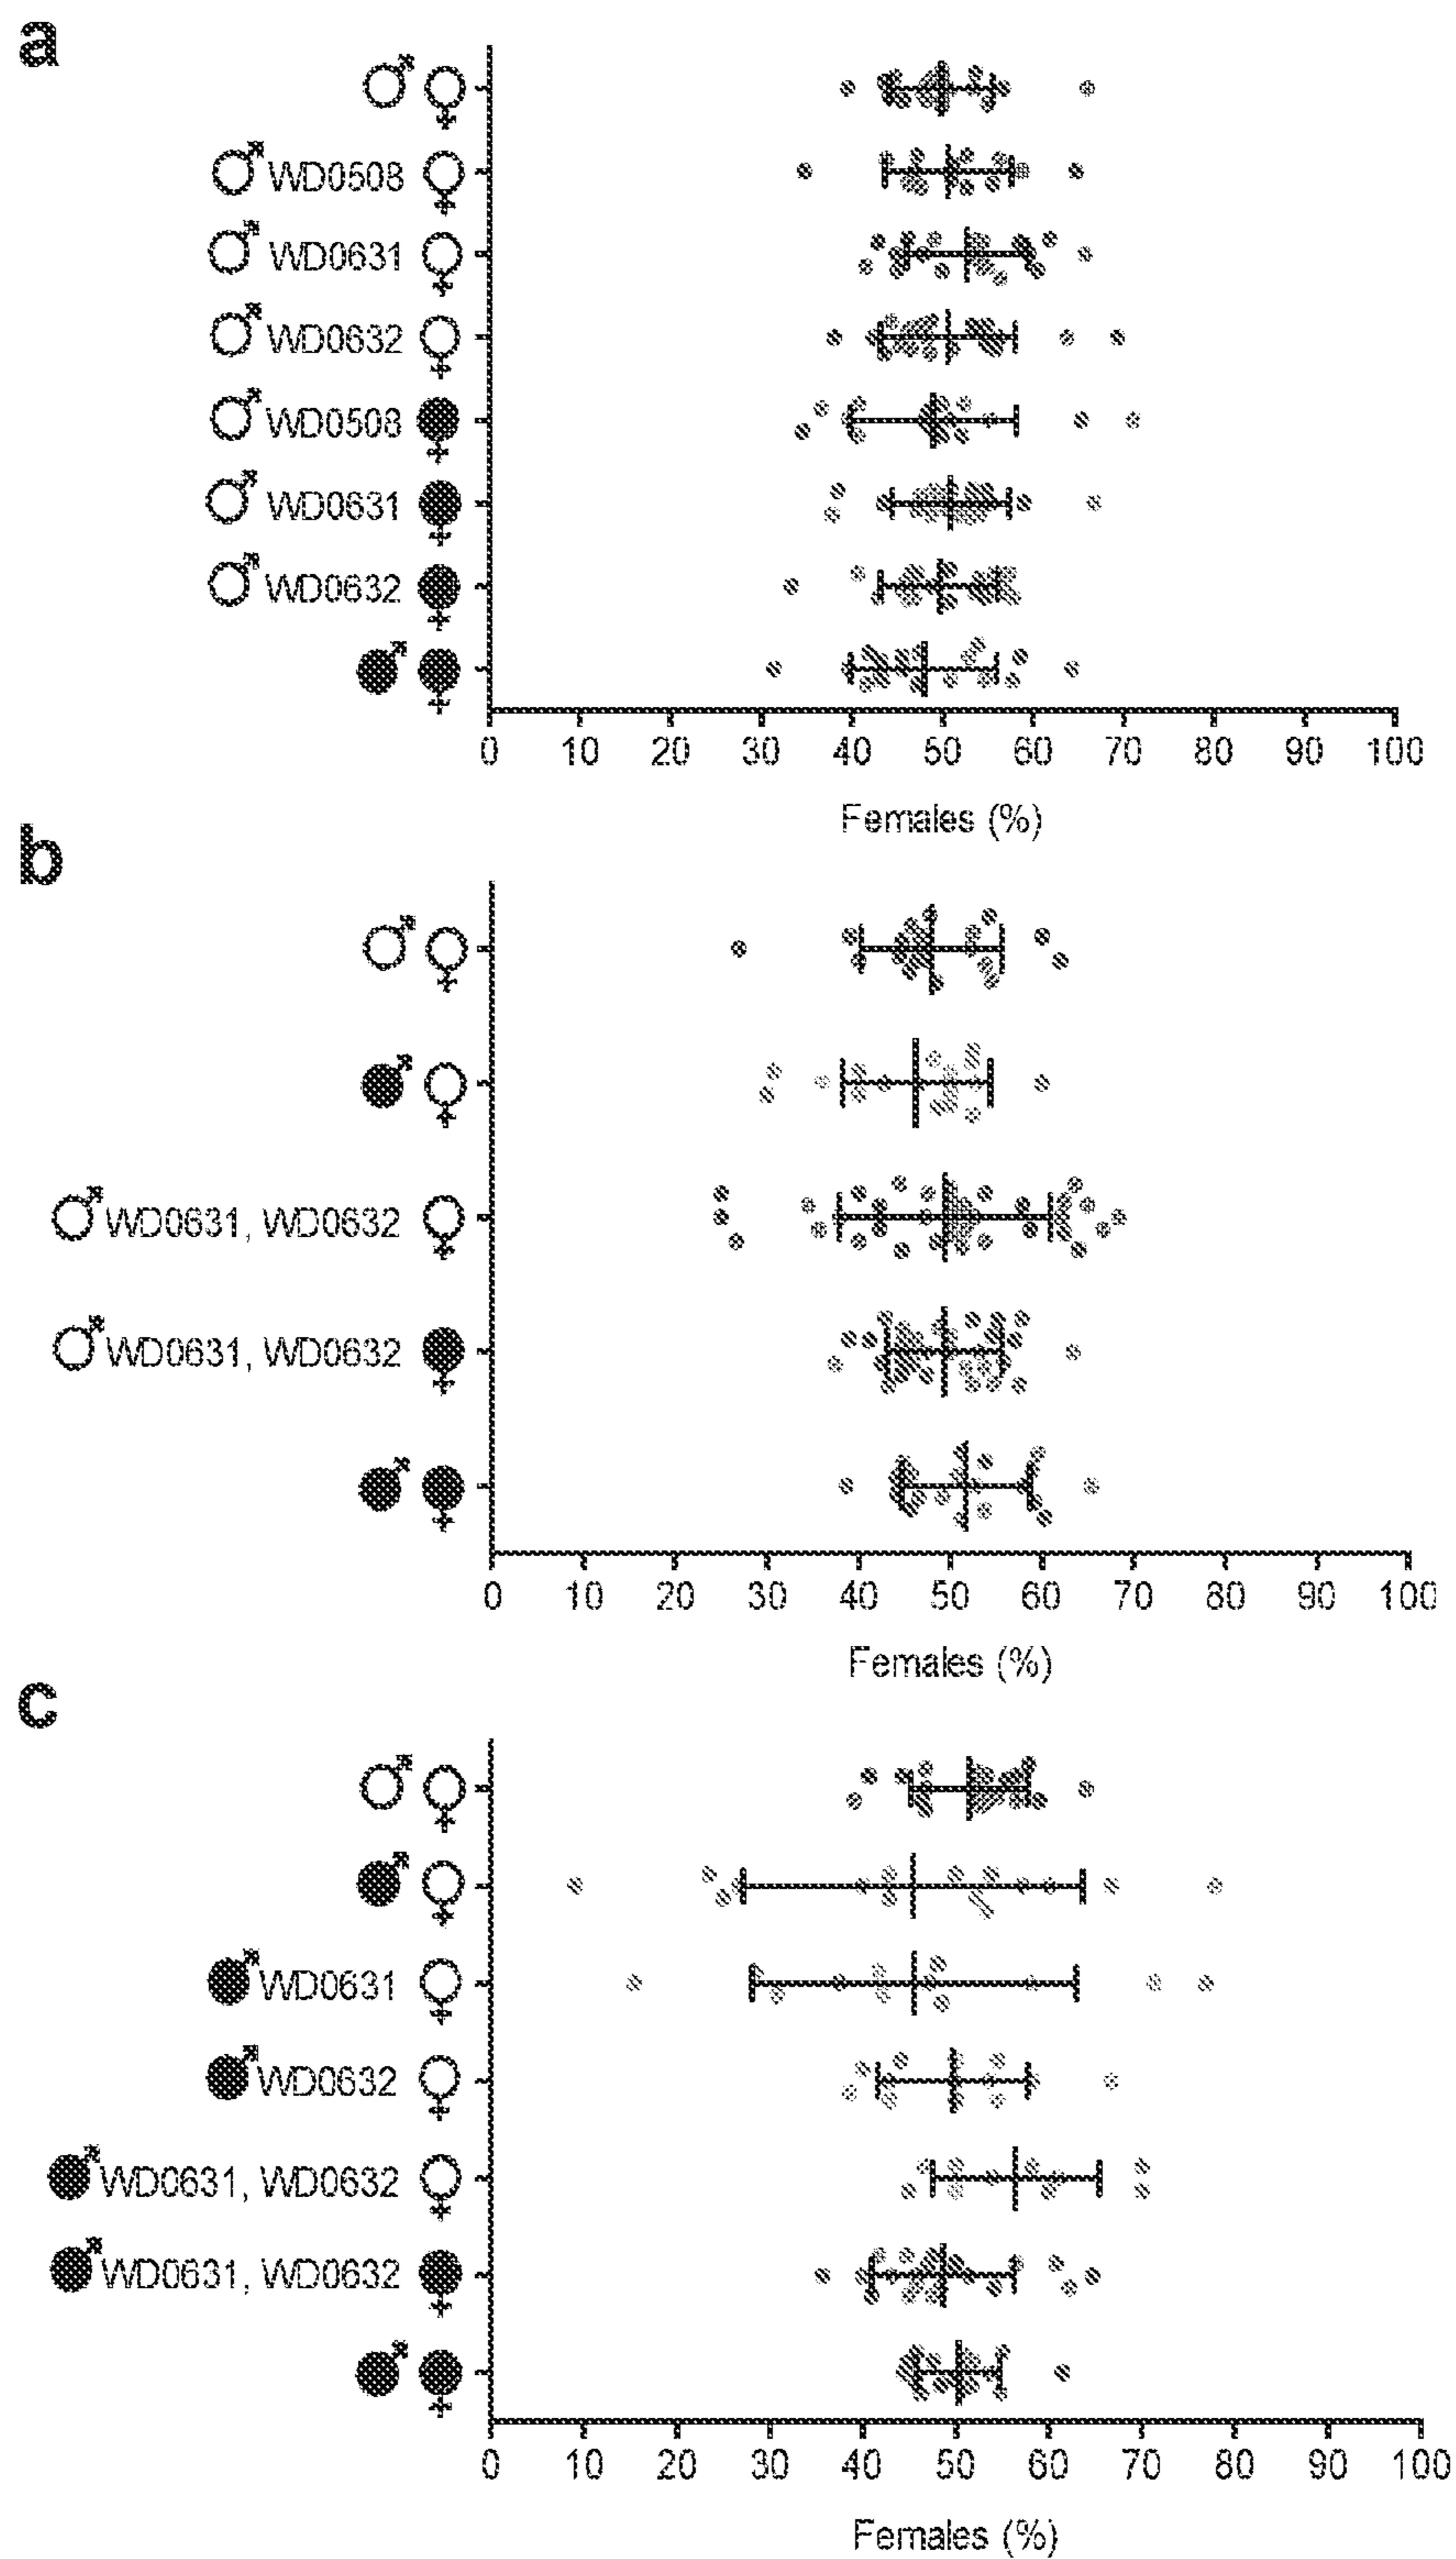 a
♂ ♀
♂ WD0508 ♀
♂ WD0631 ♀
♂ WD0632 ♀
♂ WD0508 ♀
♂ WD0631 ♀
♂ WD0632 ♀
♂ ♀
0 10 20 30 40 50 60 70 80 90 100
Females (%)
b
♂ ♀
♂ ♀
♂ WD0631, WD0632 ♀
♂ WD0631, WD0632 ♀
♂ ♀
0 10 20 30 40 50 60 70 80 90 100
Females (%)
c
♂ ♀
♂ ♀
♂ WD0631 ♀
♂ WD0632 ♀
♂ WD0631, WD0632 ♀
♂ WD0631, WD0632 ♀
♂ ♀
0 10 20 30 40 50 60 70 80 90 100
Females (%)